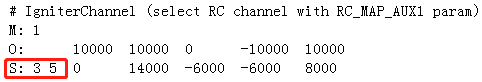 # IgniterChannel (select RC channel with RC_MAP_AUX1 param)
M: 1
O:      10000  10000  0      -10000  10000
S: 3 5  0      14000  -6000  -6000   8000